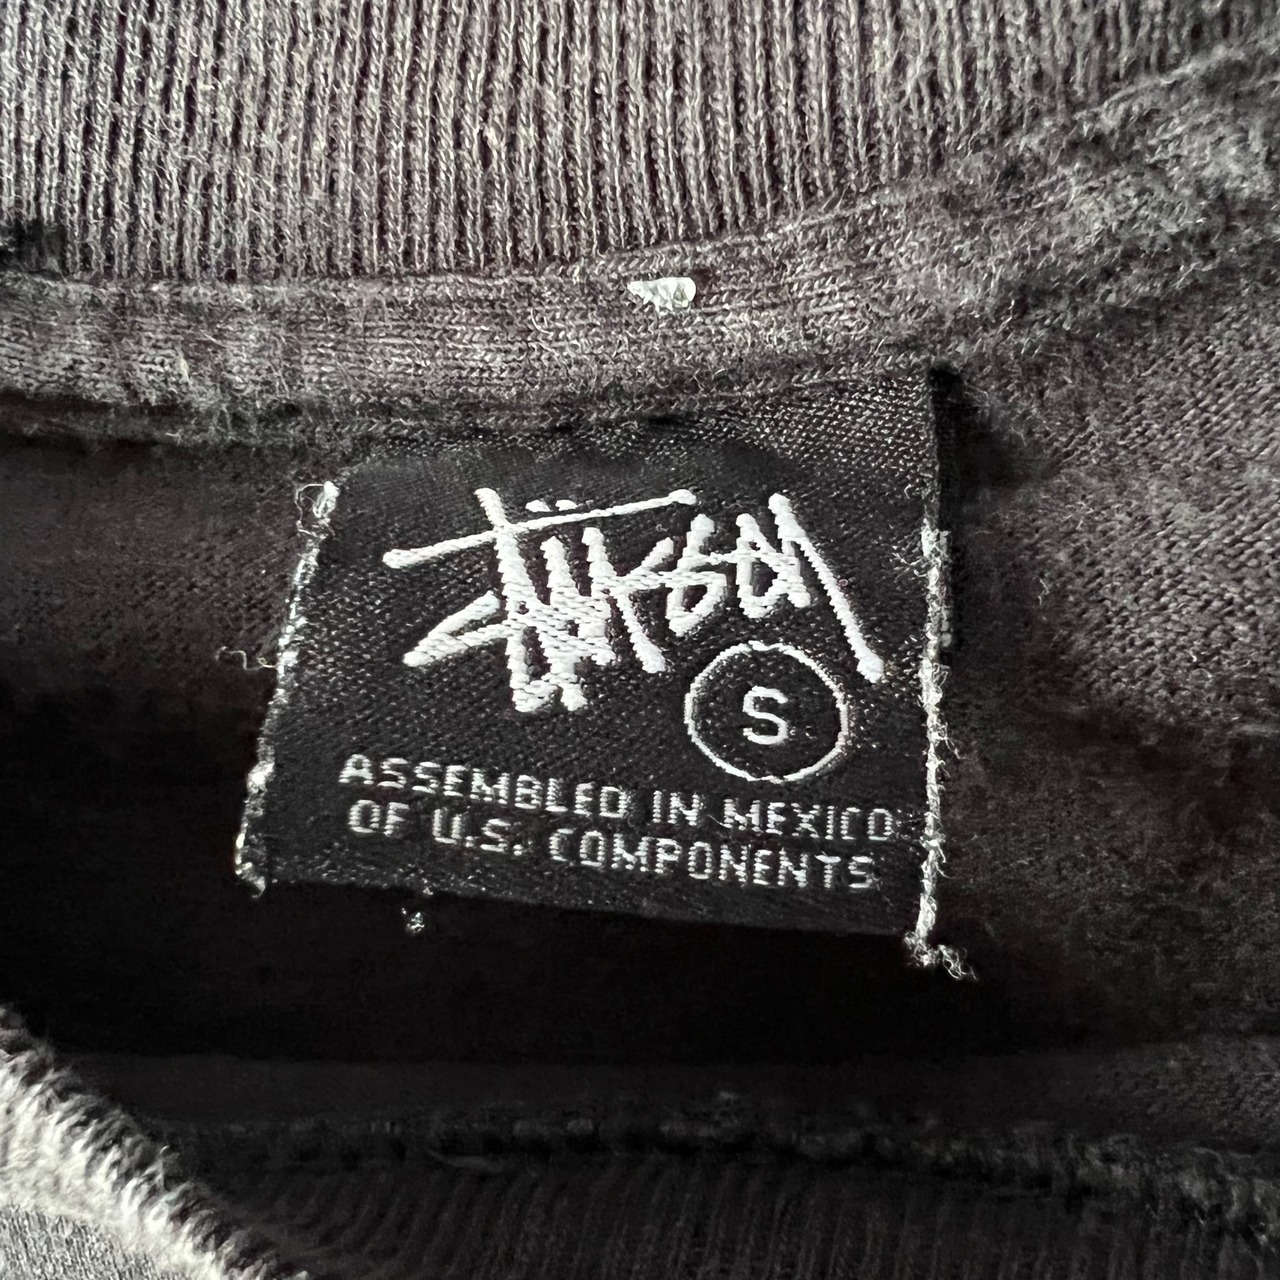 Stüssy
S
ASSEMBLED IN MEXICO
OF U.S. COMPONENTS